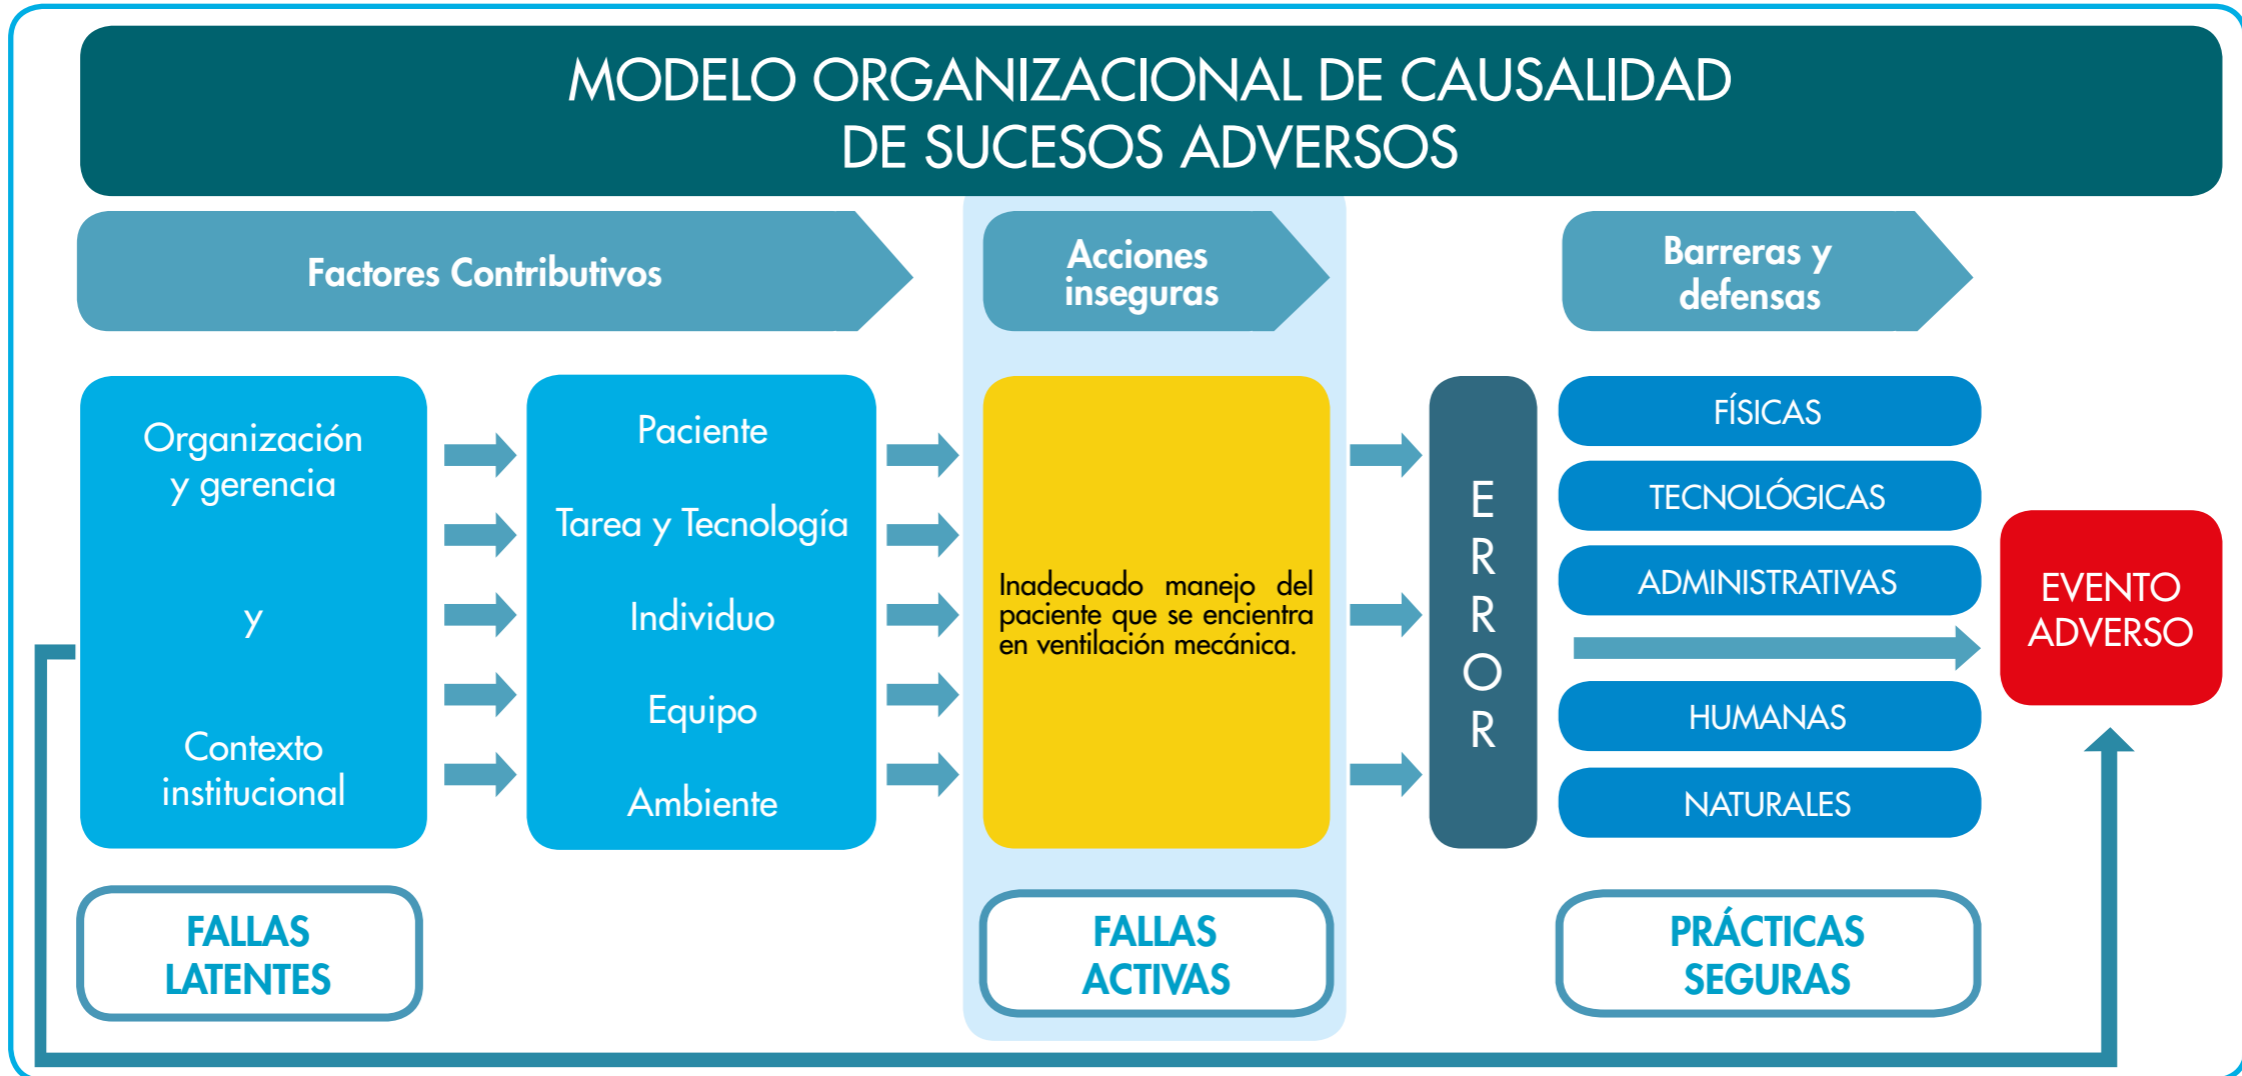 MODELO ORGANIZACIONAL DE CAUSALIDAD
DE SUCESOS ADVERSOS
Factores Contributivos
Acciones
inseguras
Barreras y
defensas
Organización
y gerencia
y
Contexto
institucional
Paciente
Tarea y Tecnología
Individuo
Equipo
Ambiente
Inadecuado manejo del
paciente que se encientra
en ventilación mecánica.
E
R
R
O
R
FÍSICAS
TECNOLÓGICAS
ADMINISTRATIVAS
HUMANAS
NATURALES
EVENTO
ADVERSO
FALLAS
LATENTES
FALLAS
ACTIVAS
PRÁCTICAS
SEGURAS